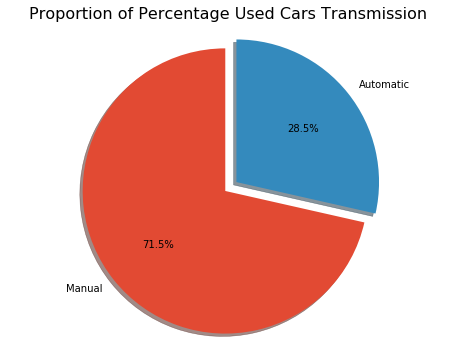 Proportion of Percentage Used Cars Transmission
Automatic
28.5%
71.5%
Manual